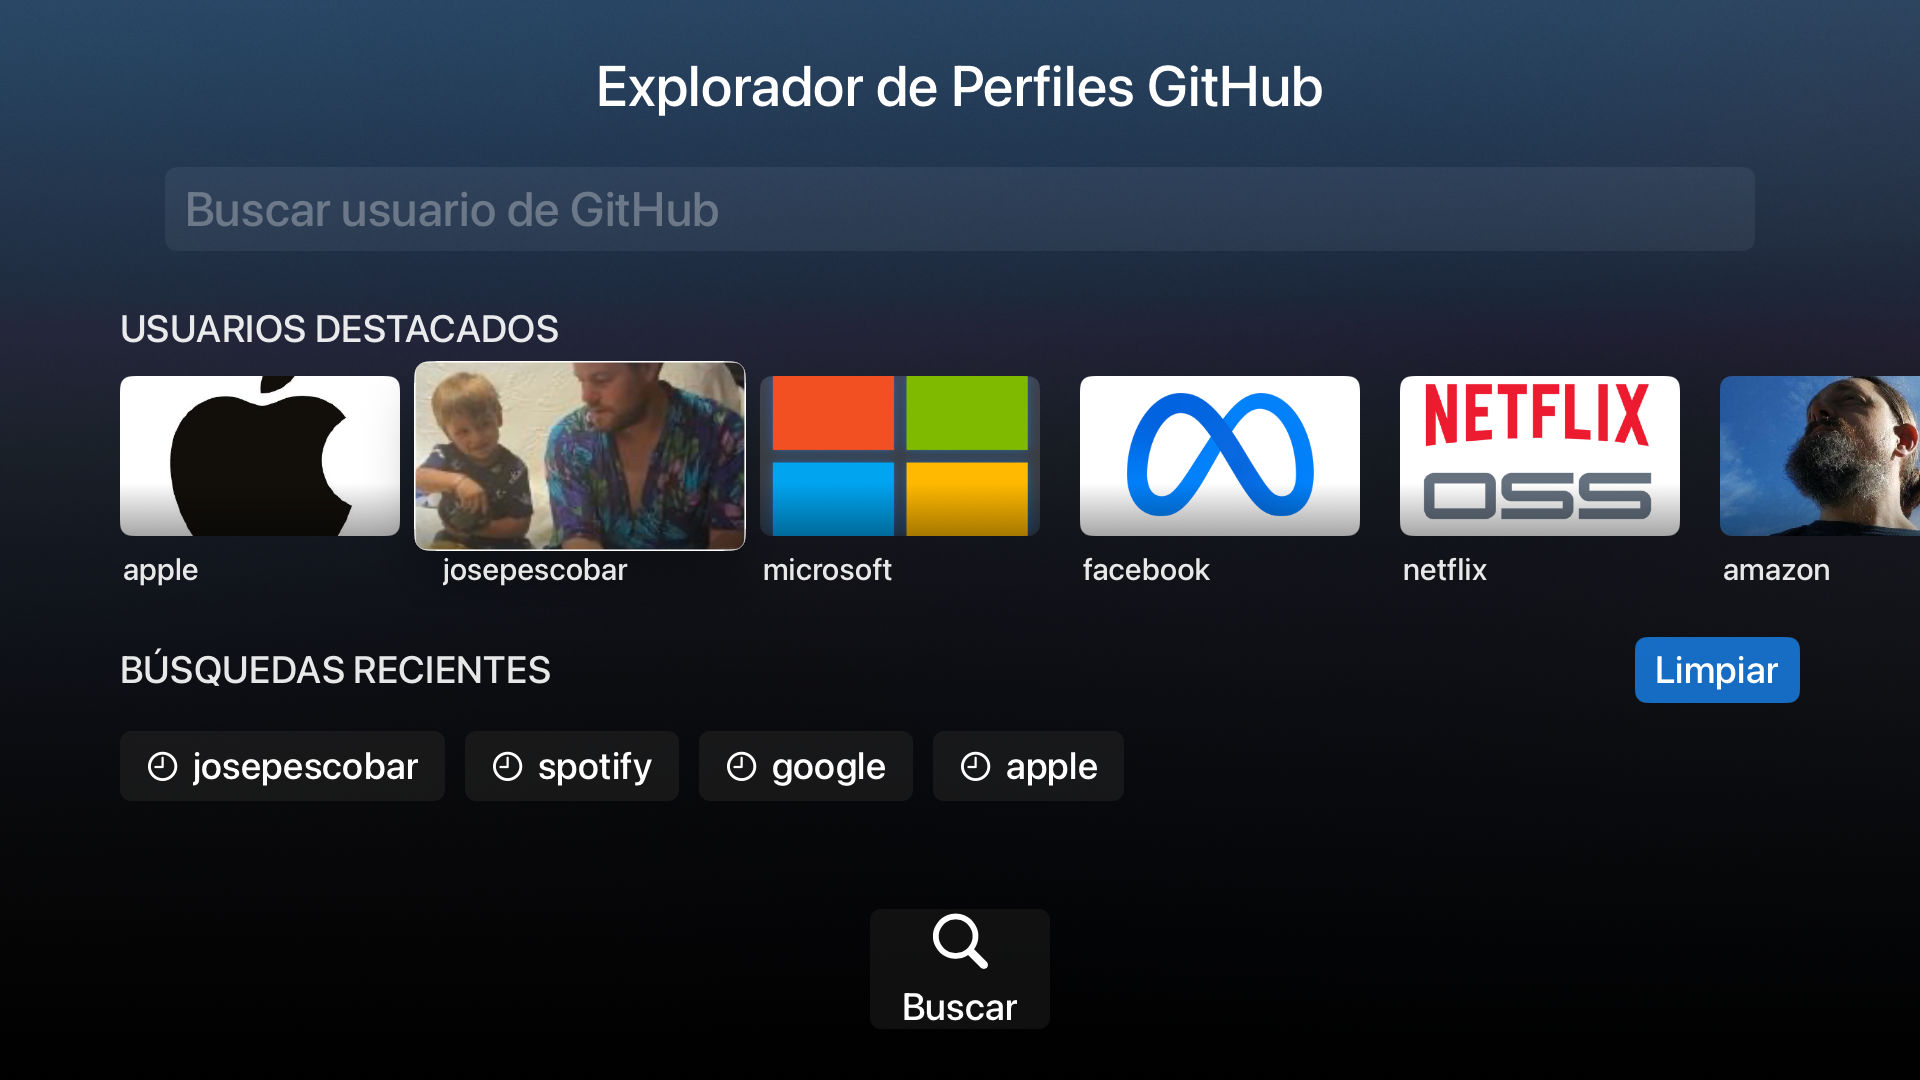 Explorador de Perfiles GitHub
Buscar usuario de GitHub
USUARIOS DESTACADOS
NETFLIX
OSS
apple
josepescobar
microsoft
facebook
netflix
amazon
BÚSQUEDAS RECIENTES
Limpiar
josepescobar
spotify
google
apple
Buscar